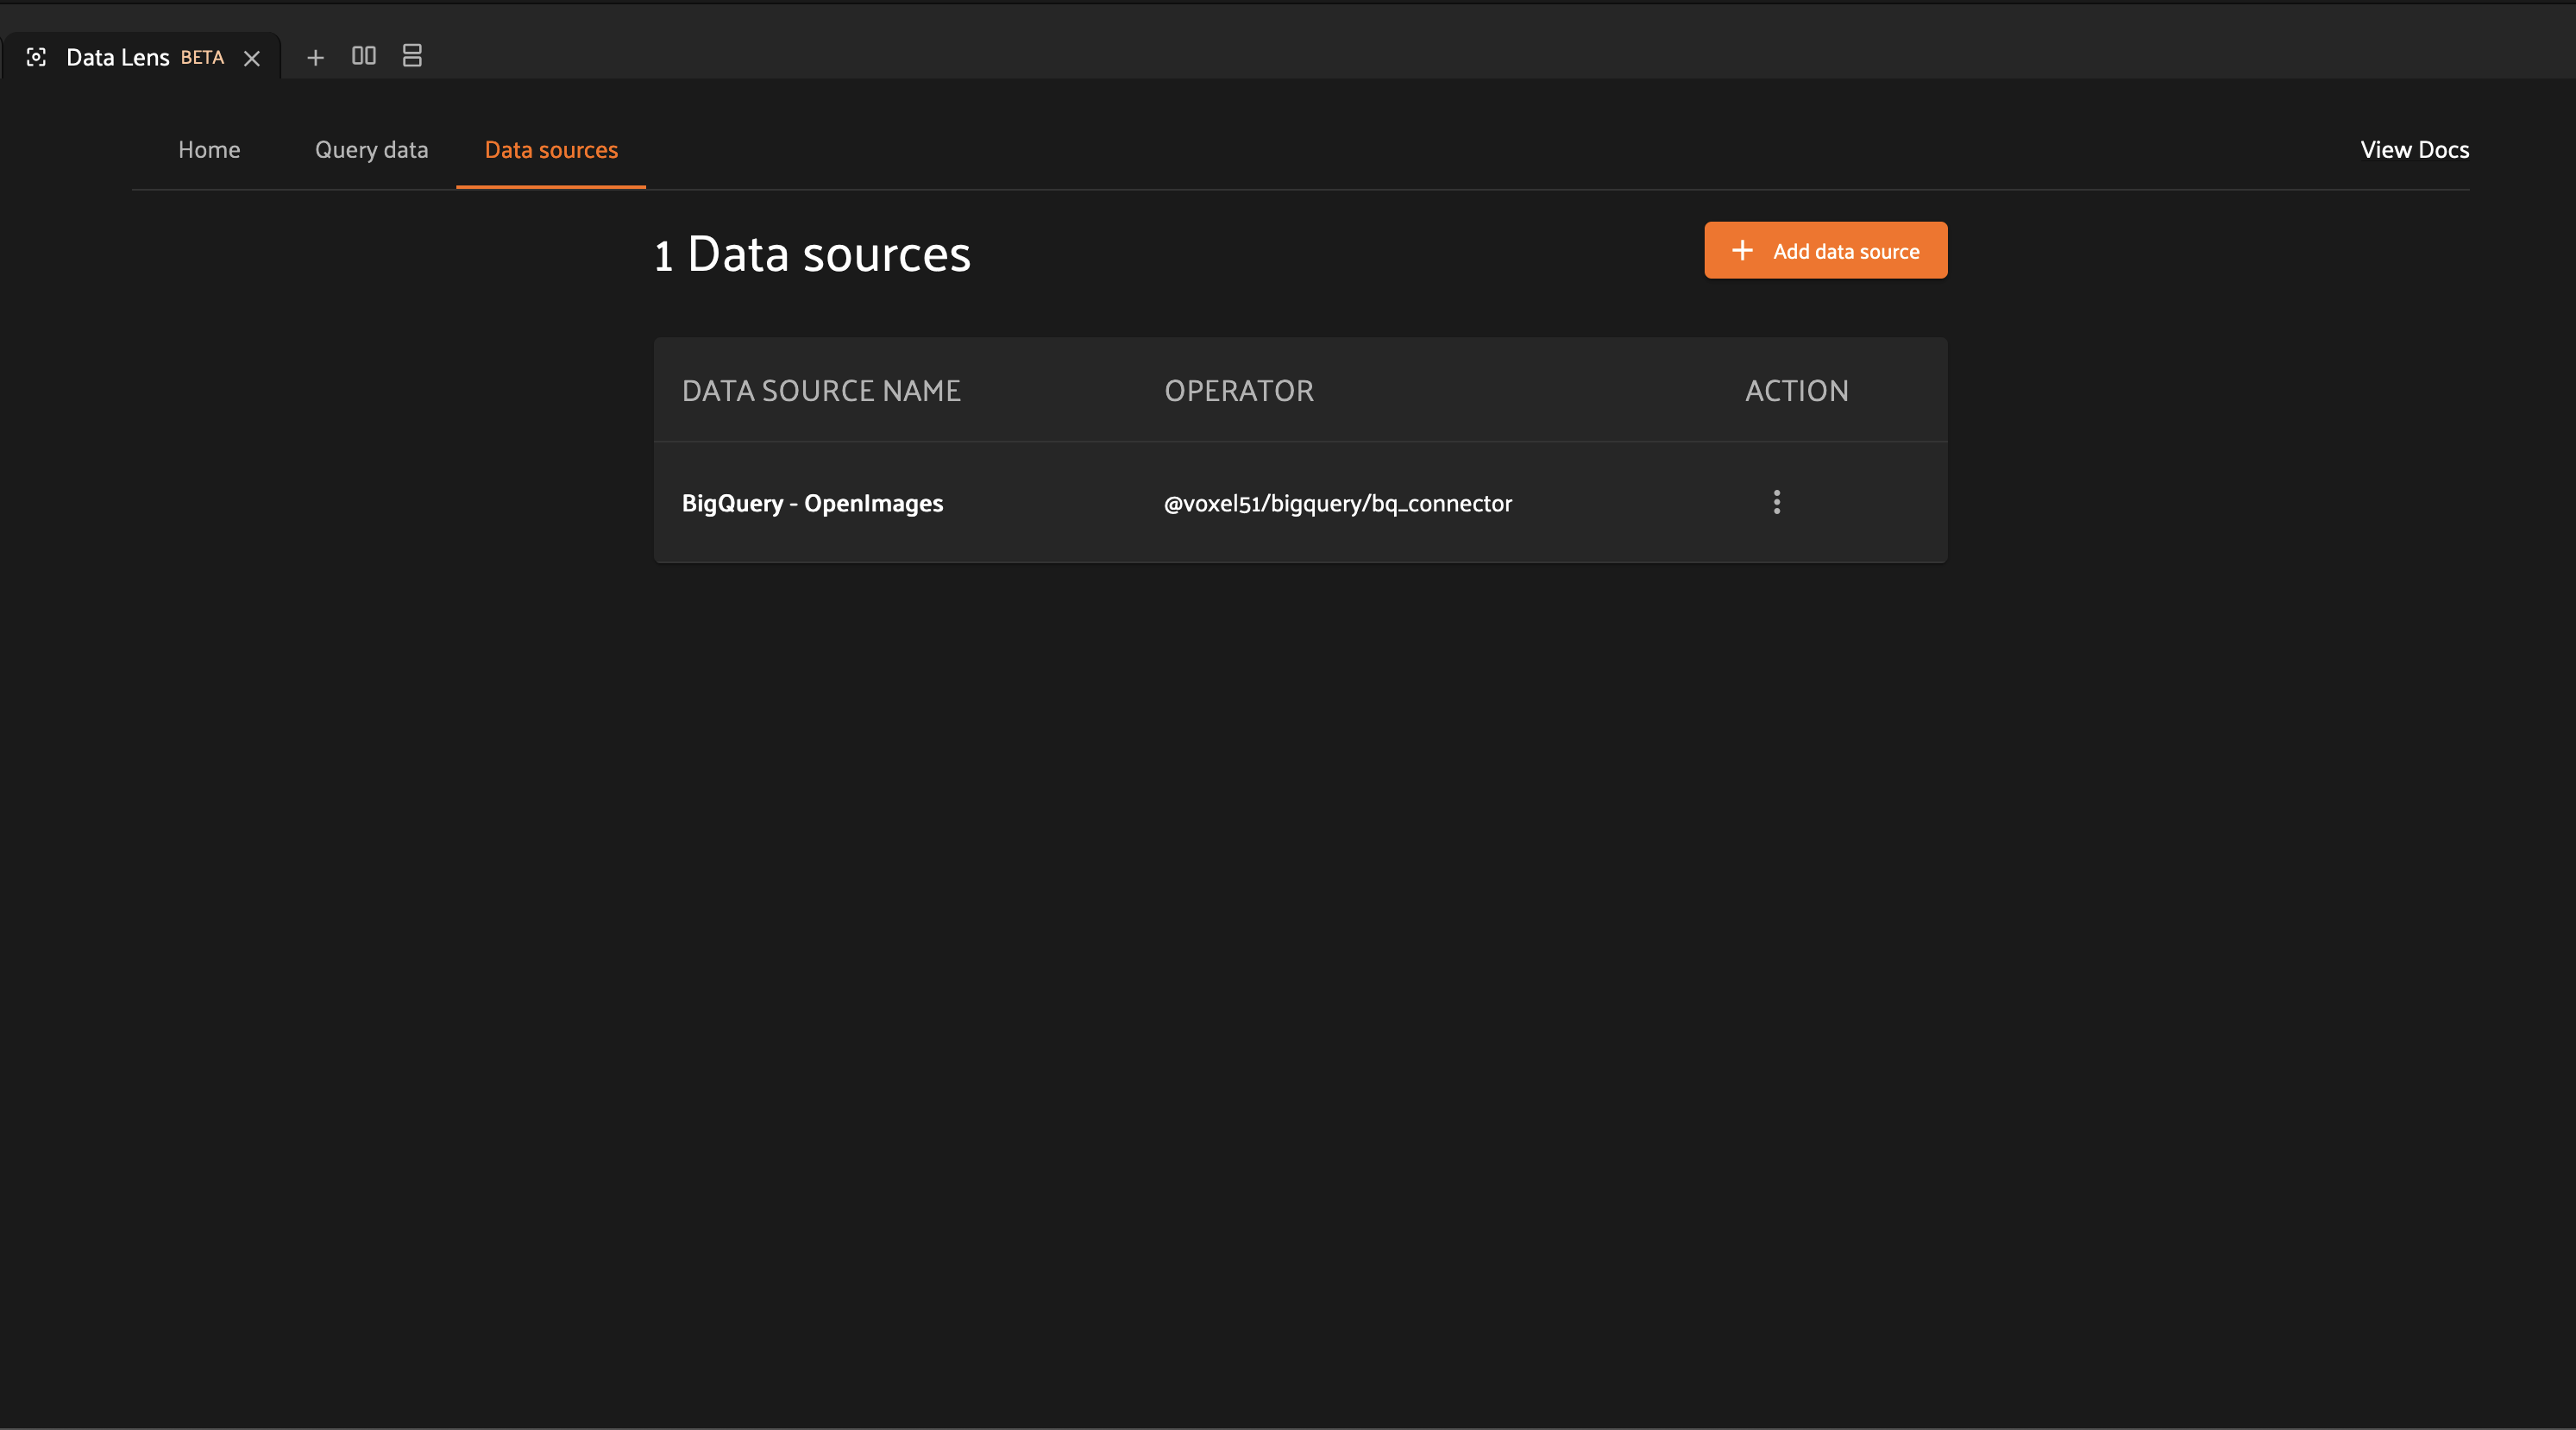 Data Lens BETA
Home Query data Data sources View Docs
1 Data sources Add data source
DATA SOURCE NAME OPERATOR ACTION
BigQuery - OpenImages @voxel51/bigquery/bq_connector